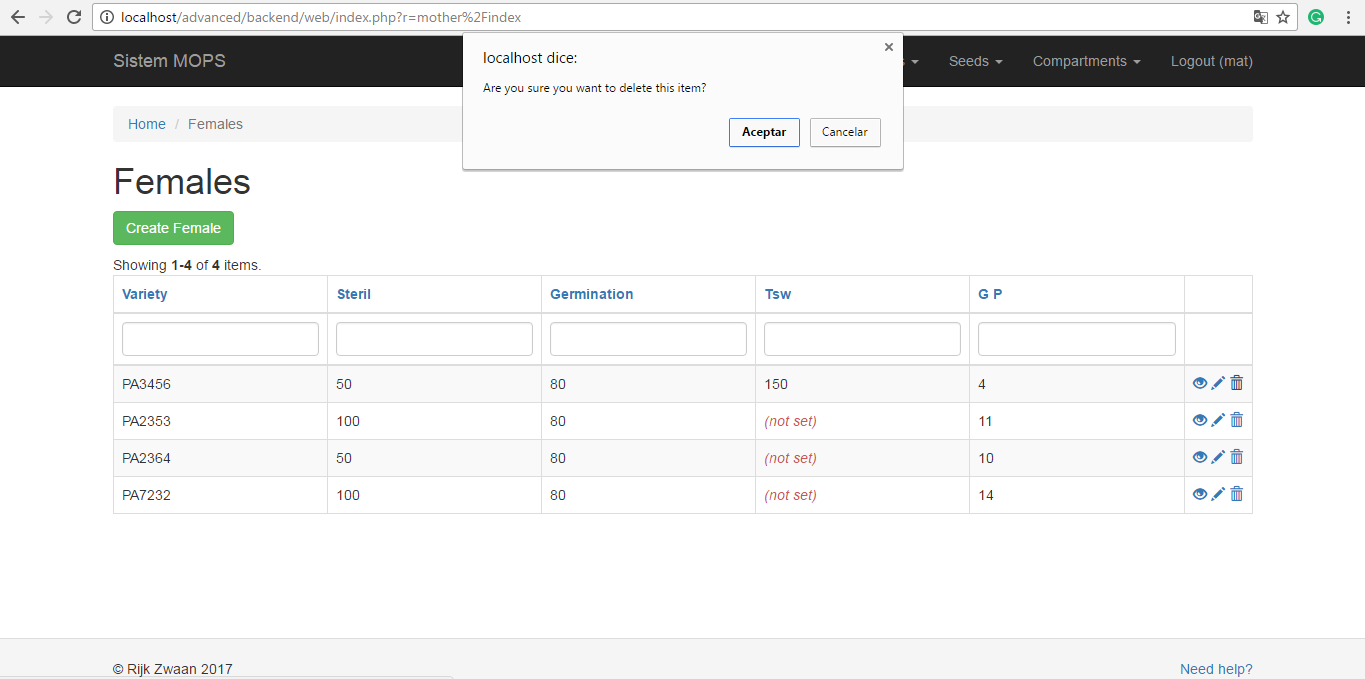 localhost/advanced/backend/web/index.php?r=mother%2Findex
Sistem MOPS
Seeds
Compartments
Logout (mat)
localhost dice:
Are you sure you want to delete this item?
Aceptar
Cancelar
Home / Females
Females
Create Female
Showing 1-4 of 4 items.
Variety Steril Germination Tsw G P
PA3456 50 80 150 4
PA2353 100 80 (not set) 11
PA2364 50 80 (not set) 10
PA7232 100 80 (not set) 14
© Rijk Zwaan 2017
Need help?